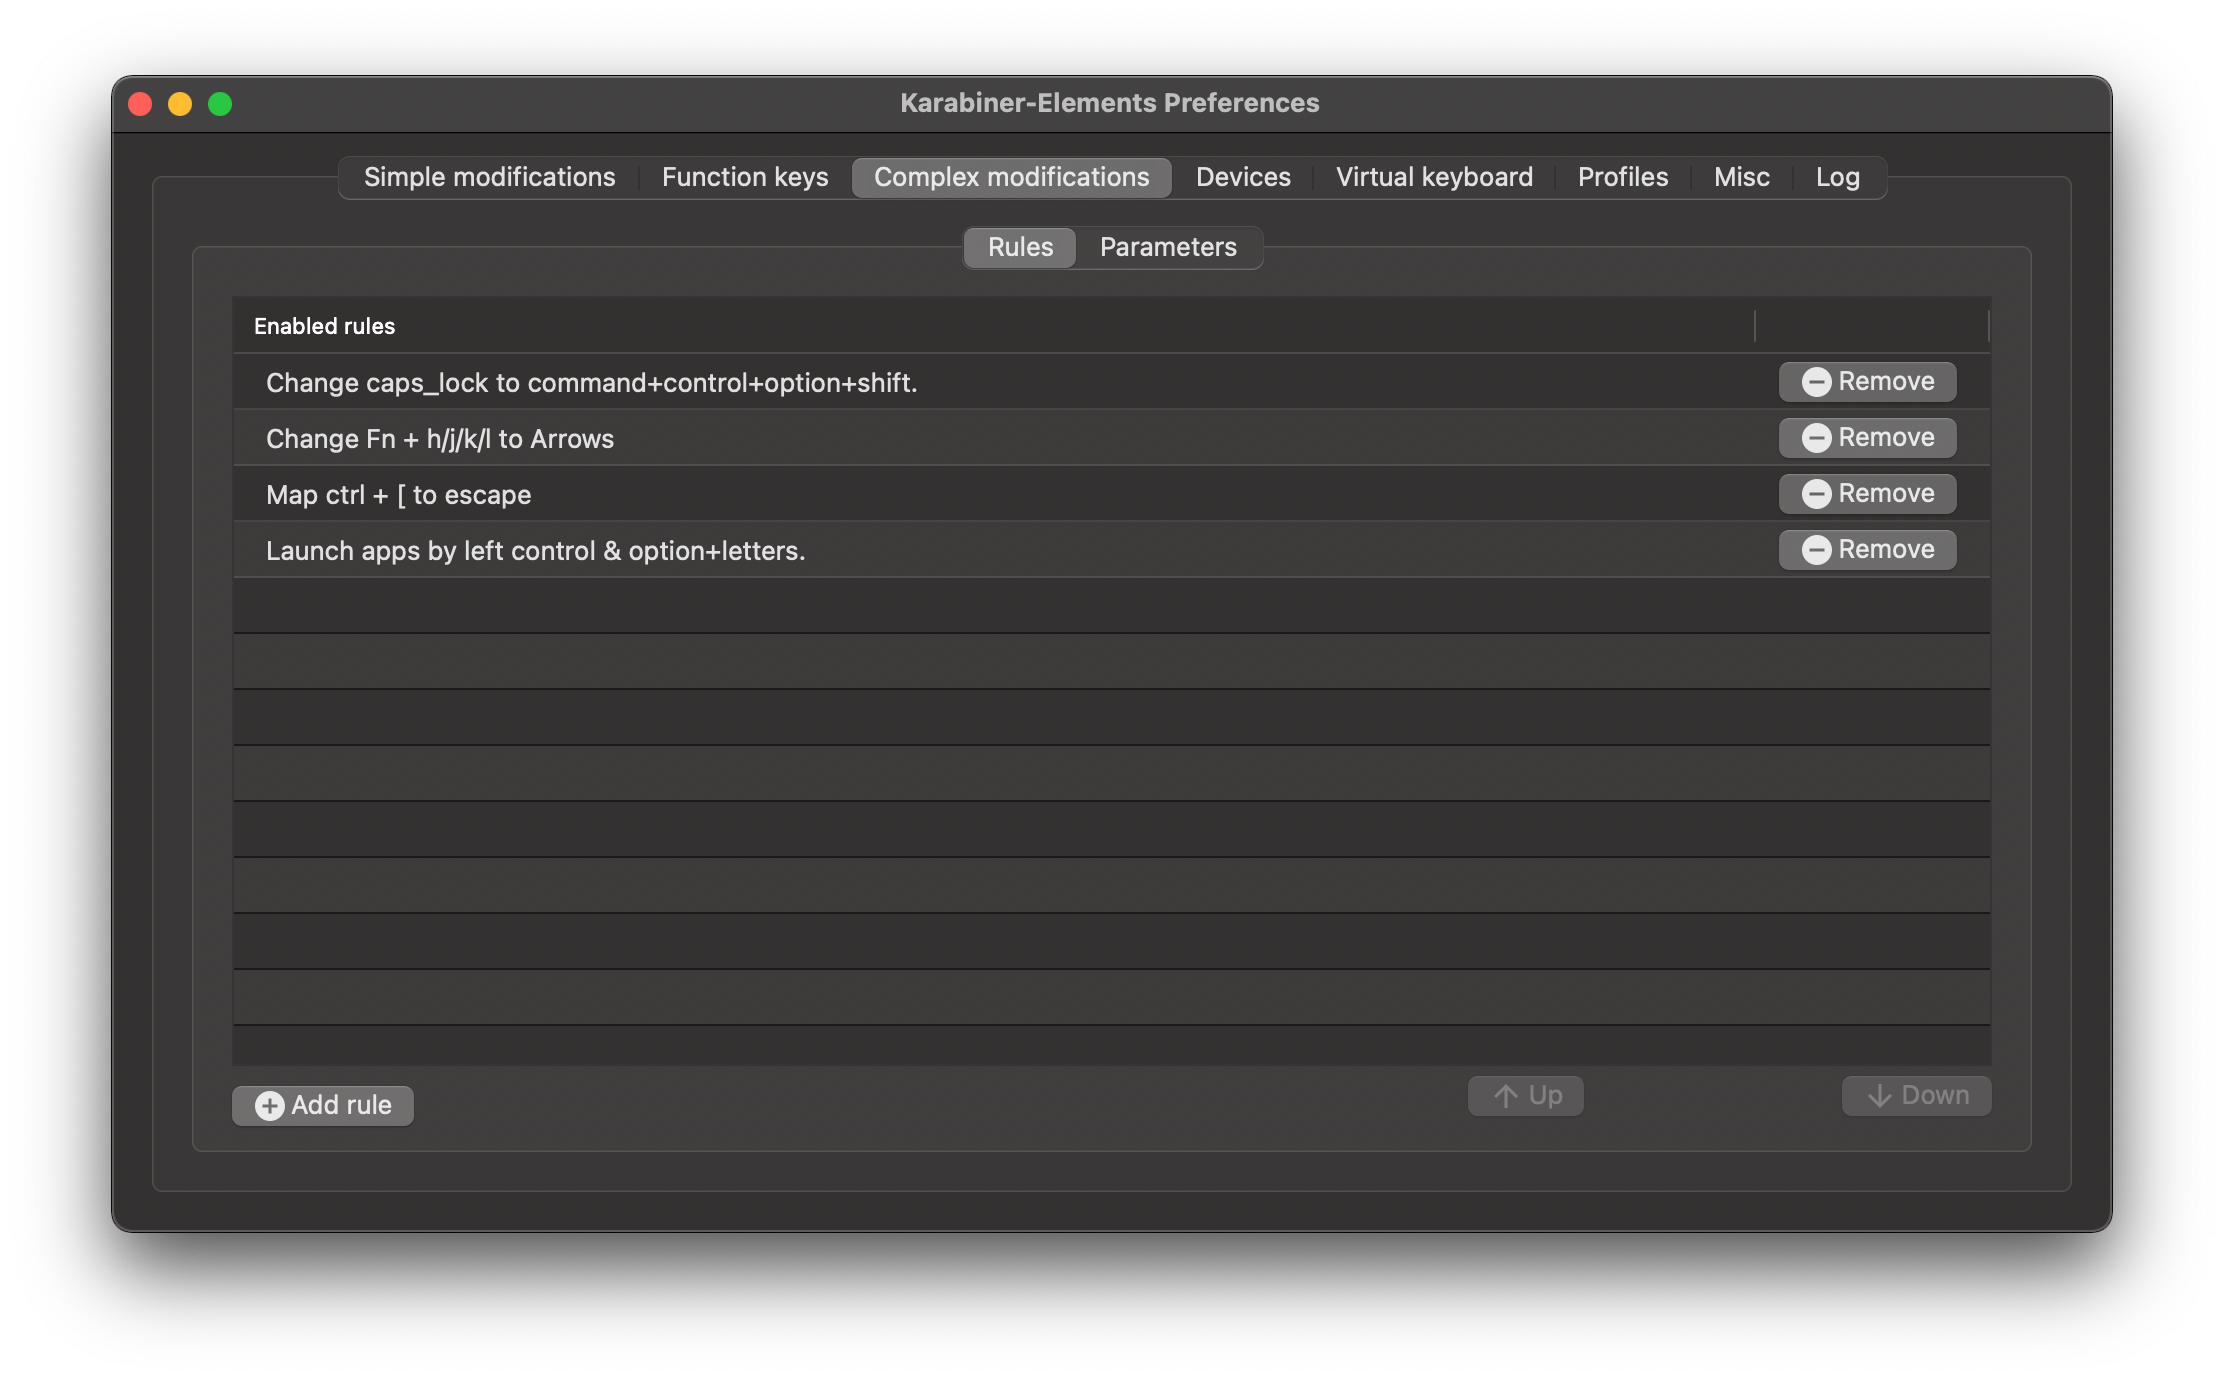 Karabiner-Elements Preferences
Simple modifications Function keys Complex modifications Devices Virtual keyboard Profiles Misc Log
Rules Parameters
Enabled rules
Change caps_lock to command+control+option+shift. Remove
Change Fn + h/j/k/l to Arrows Remove
Map ctrl + [ to escape Remove
Launch apps by left control & option+letters. Remove
Add rule Up Down